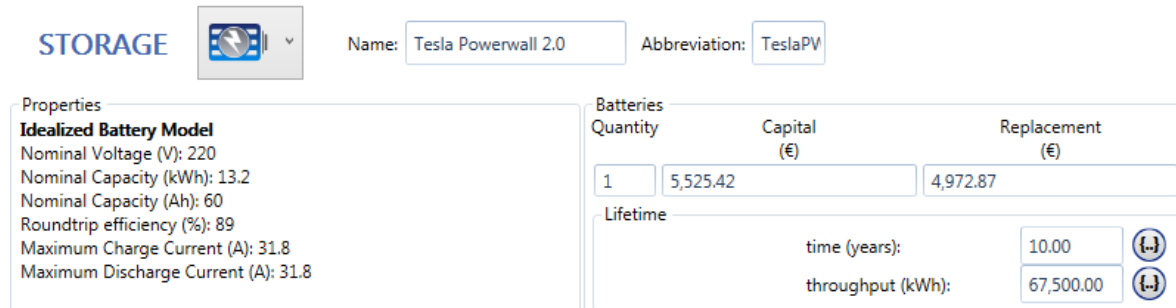 STORAGE Name: Tesla Powerwall 2.0 Abbreviation: TeslaPW
Properties
Idealized Battery Model
Nominal Voltage (V): 220
Nominal Capacity (kWh): 13.2
Nominal Capacity (Ah): 60
Roundtrip efficiency (%): 89
Maximum Charge Current (A): 31.8
Maximum Discharge Current (A): 31.8
Batteries
Quantity Capital Replacement
(€) (€)
1 5,525.42 4,972.87
Lifetime
time (years): 10.00 {..}
throughput (kWh): 67,500.00 {..}